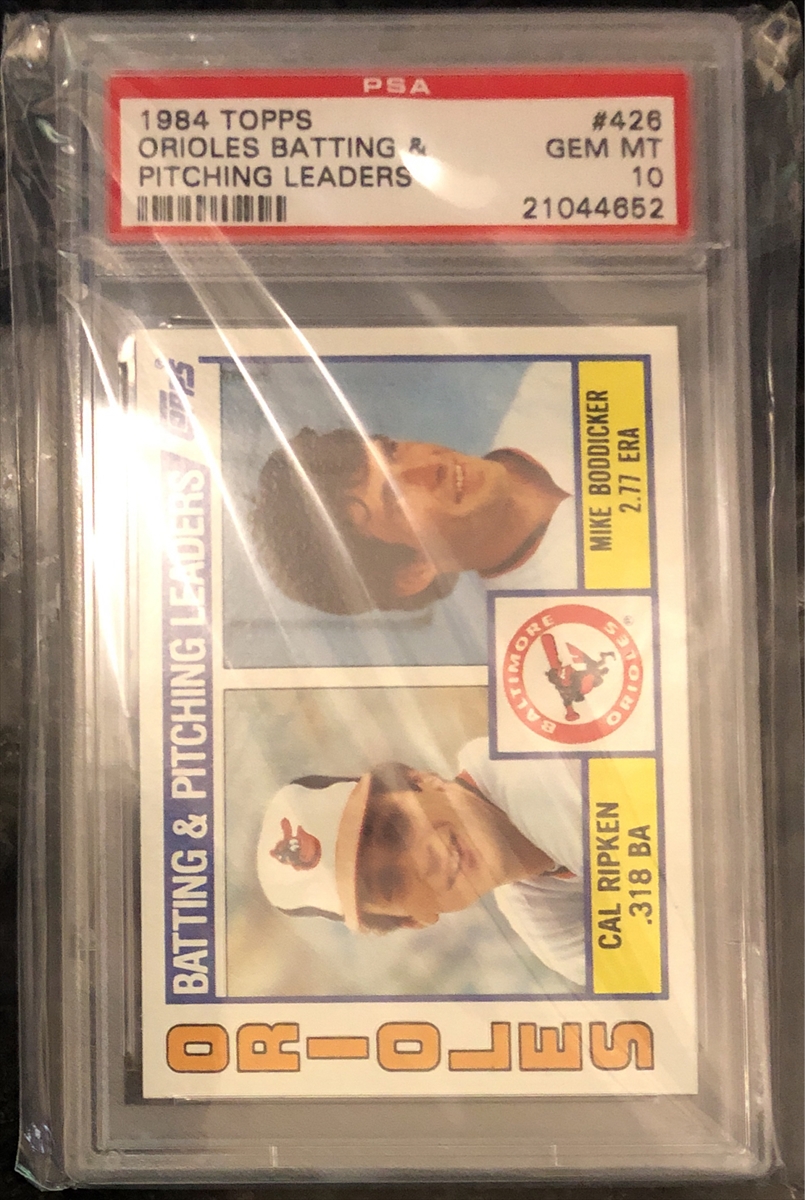 PSA
1984 TOPPS #426
ORIOLES BATTING & GEM MT
PITCHING LEADERS 10
21044652
ORIOLES
BATTING & PITCHING LEADERS
Topps
CAL RIPKEN
.318 BA
BALTIMORE
ORIOLES
®
MIKE BODDICKER
2.77 ERA